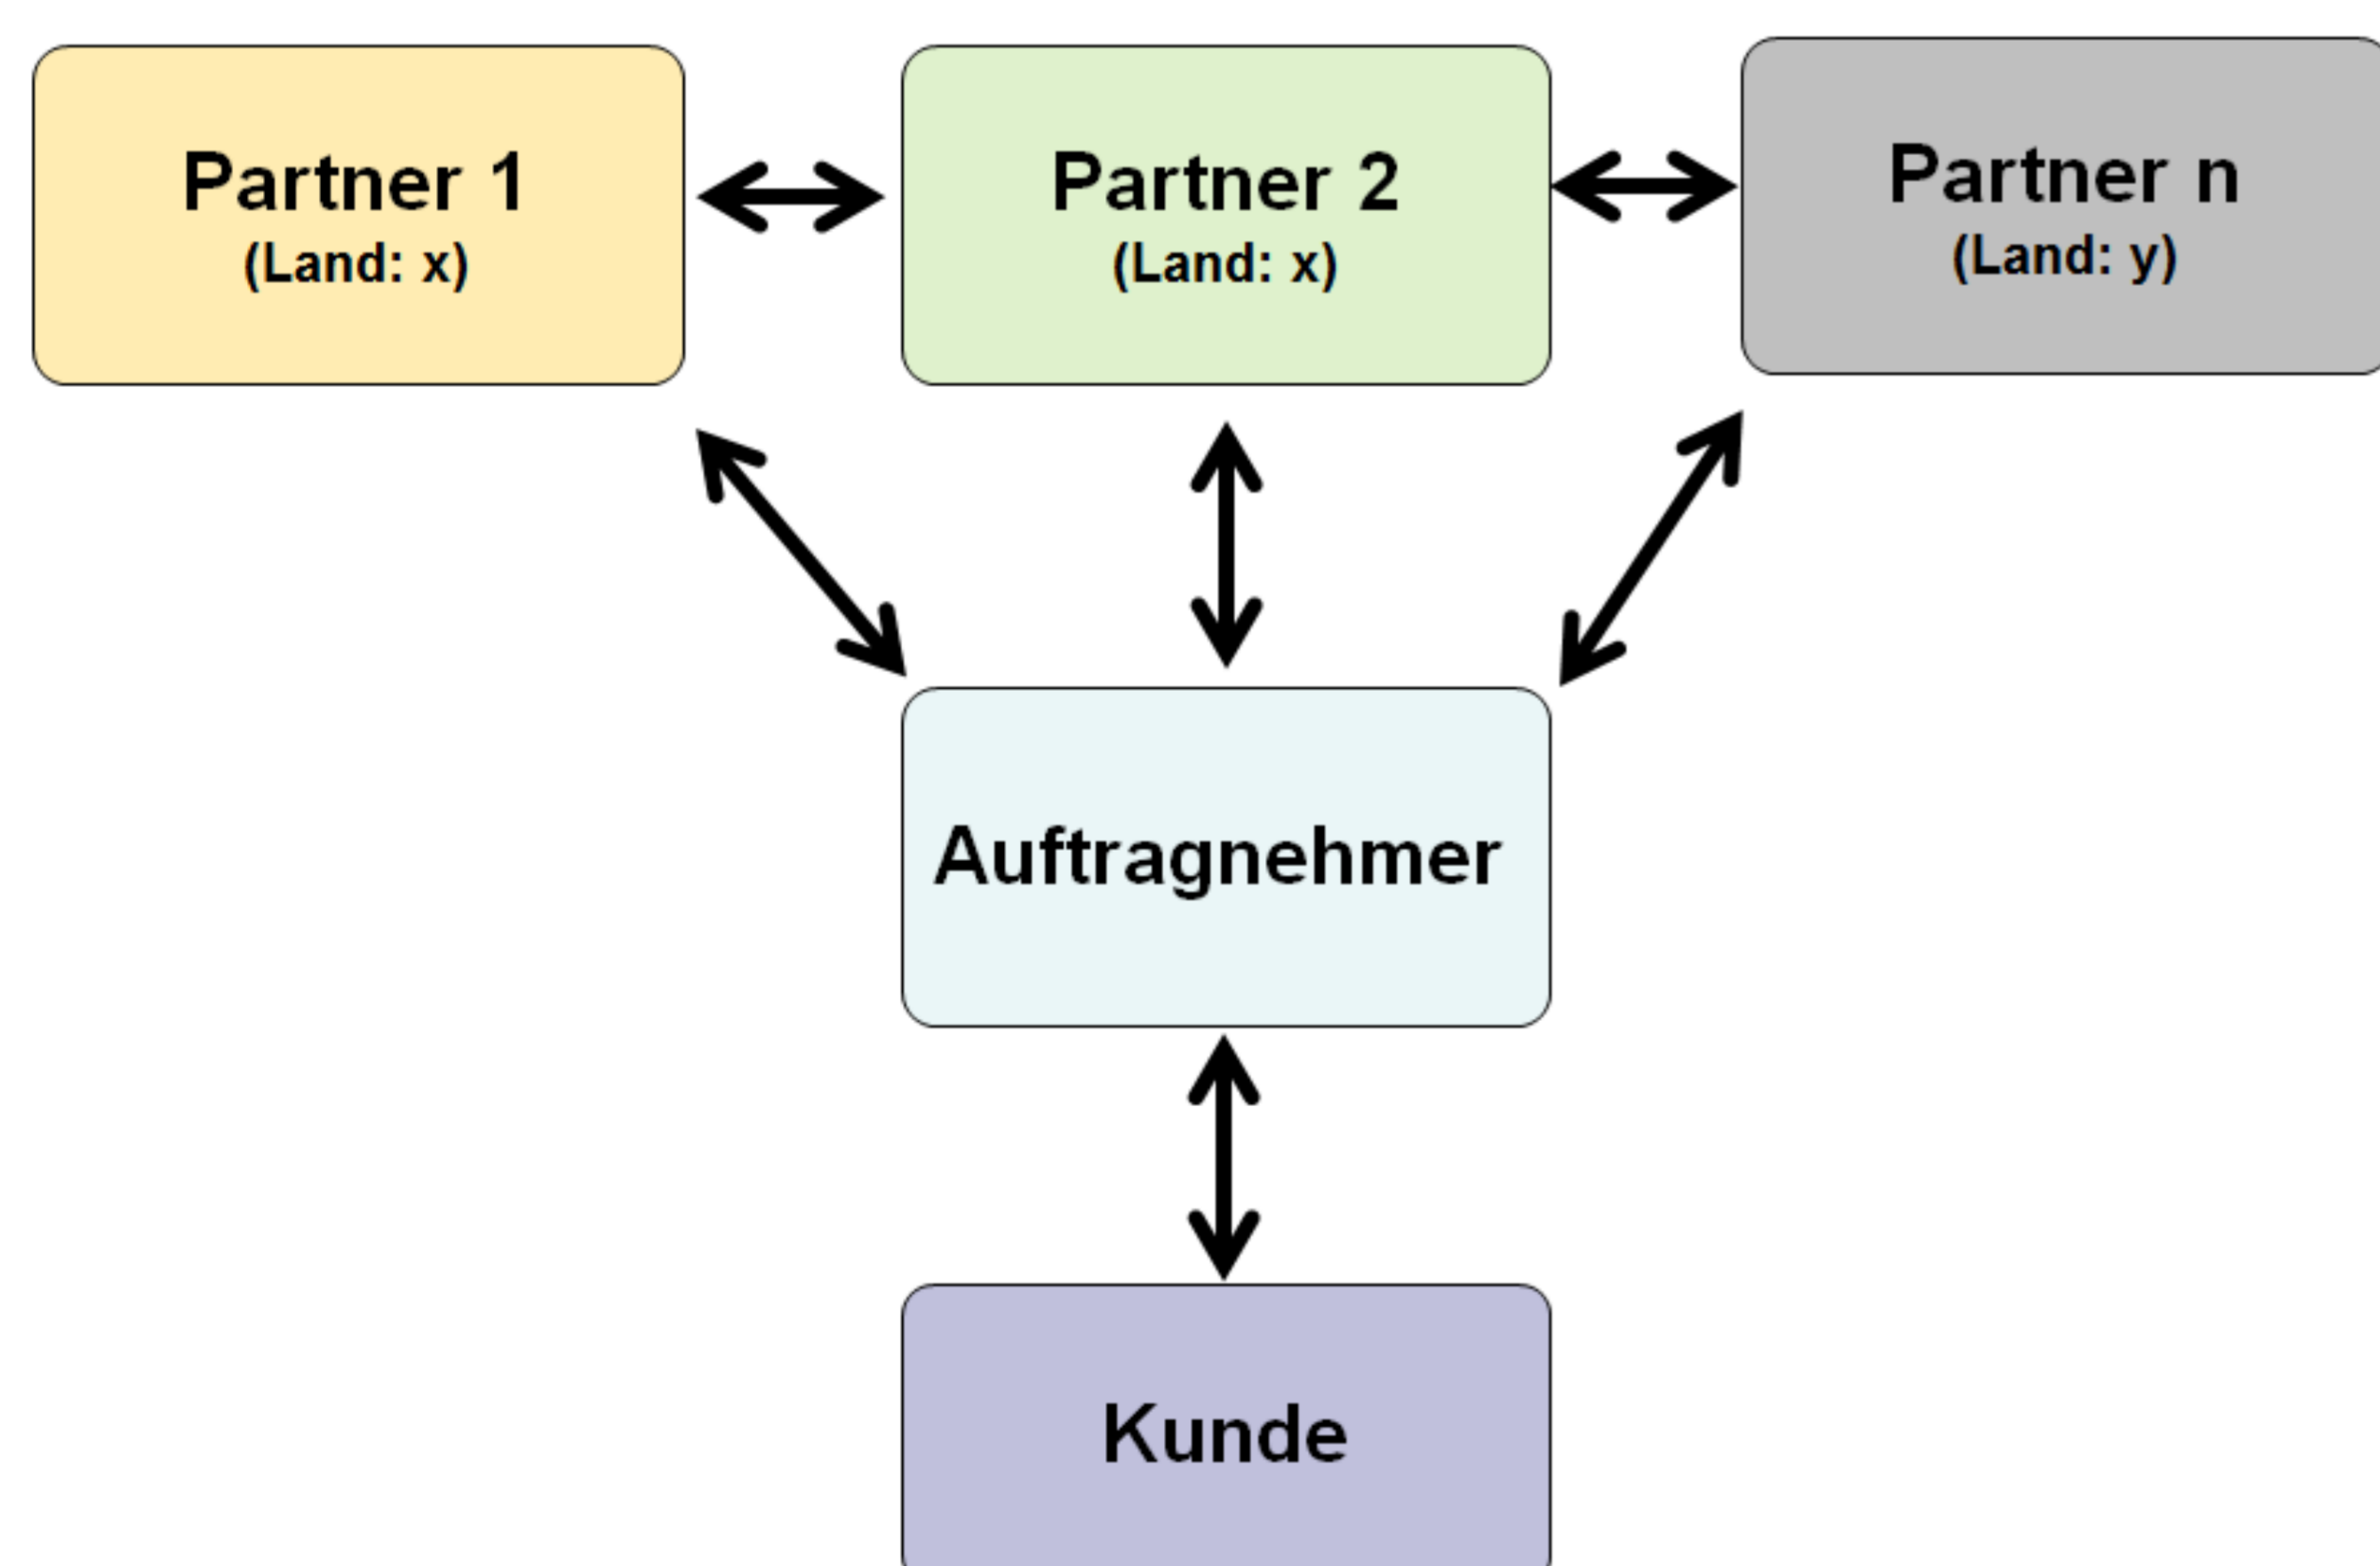 Partner 1
(Land: x)
Partner 2
(Land: x)
Partner n
(Land: y)
Auftragnehmer
Kunde